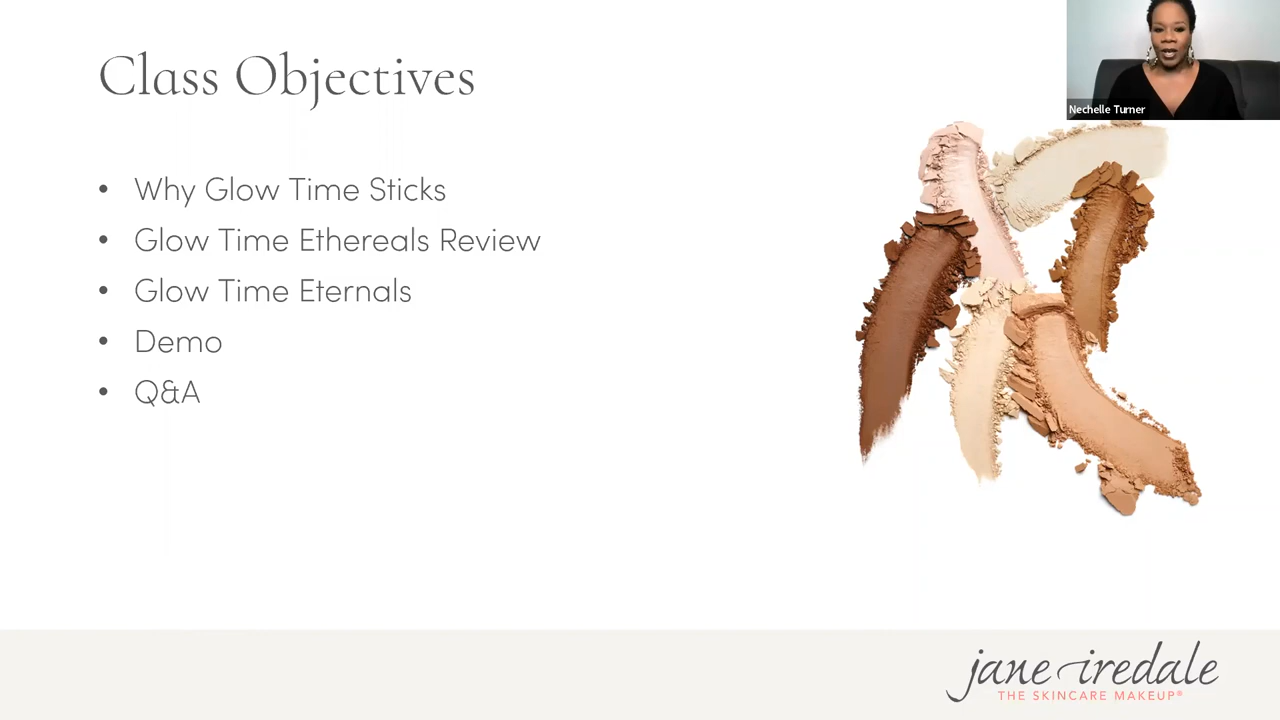 Class Objectives
Nechelle Turner
• Why Glow Time Sticks
• Glow Time Ethereals Review
• Glow Time Eternals
• Demo
• Q&A
jane iredale
THE SKINCARE MAKEUP®